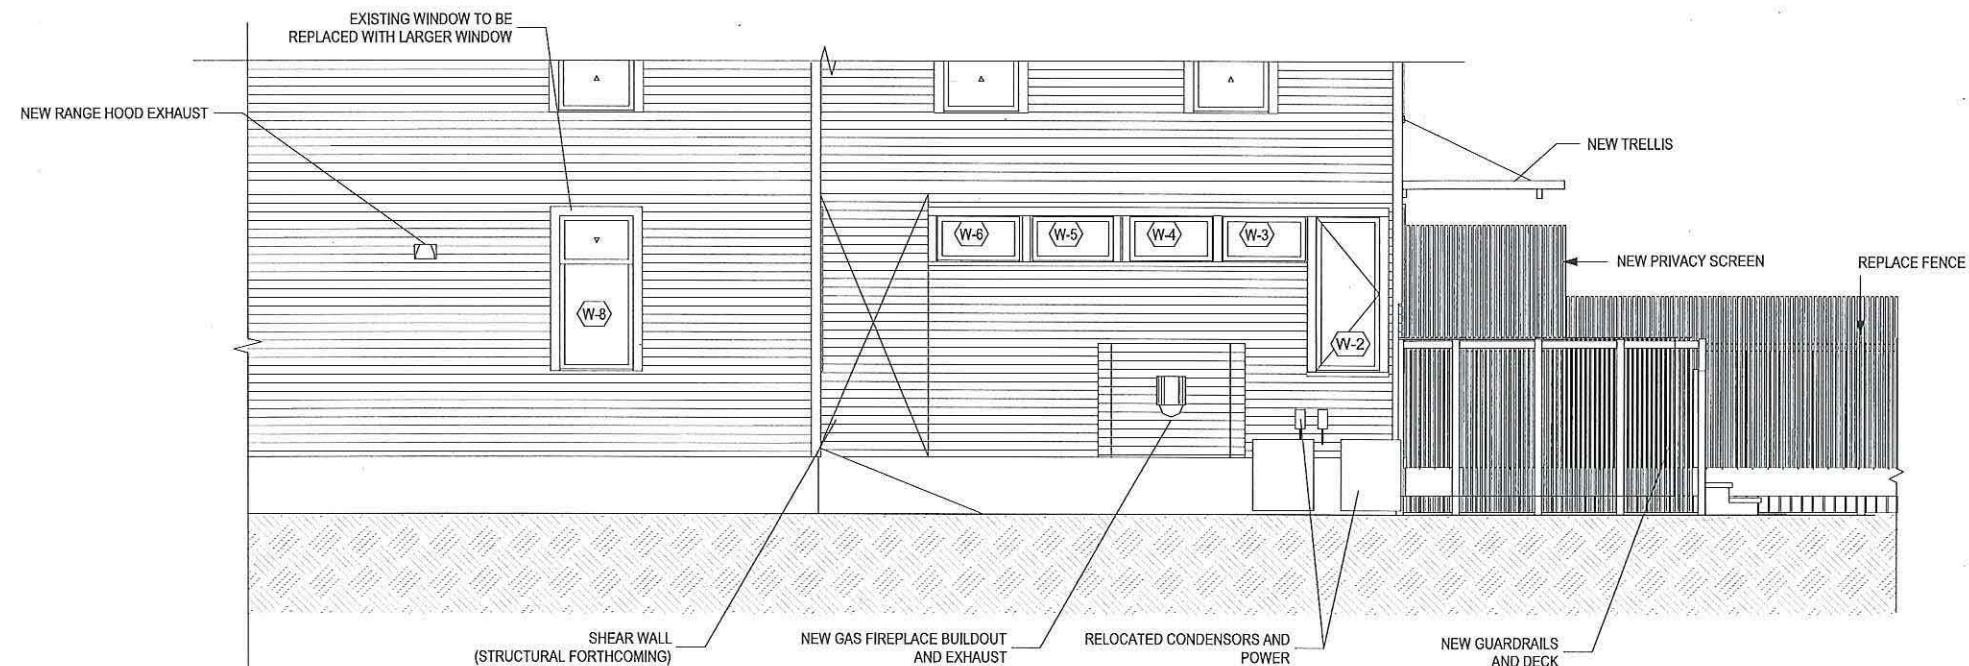 EXISTING WINDOW TO BE
REPLACED WITH LARGER WINDOW
NEW RANGE HOOD EXHAUST
NEW TRELLIS
W-6
W-5
W-4
W-3
NEW PRIVACY SCREEN
REPLACE FENCE
W-8
W-2
SHEAR WALL
(STRUCTURAL FORTHCOMING)
NEW GAS FIREPLACE BUILDOUT
AND EXHAUST
RELOCATED CONDENSORS AND
POWER
NEW GUARDRAILS
AND DECK